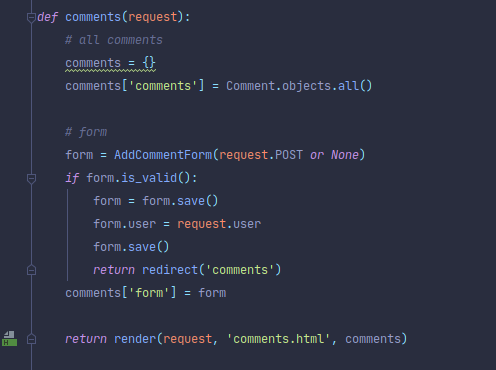 def comments(request):
    # all comments
    comments = {}
    comments['comments'] = Comment.objects.all()

    # form
    form = AddCommentForm(request.POST or None)
    if form.is_valid():
        form = form.save()
        form.user = request.user
        form.save()
        return redirect('comments')
    comments['form'] = form

    return render(request, 'comments.html', comments)